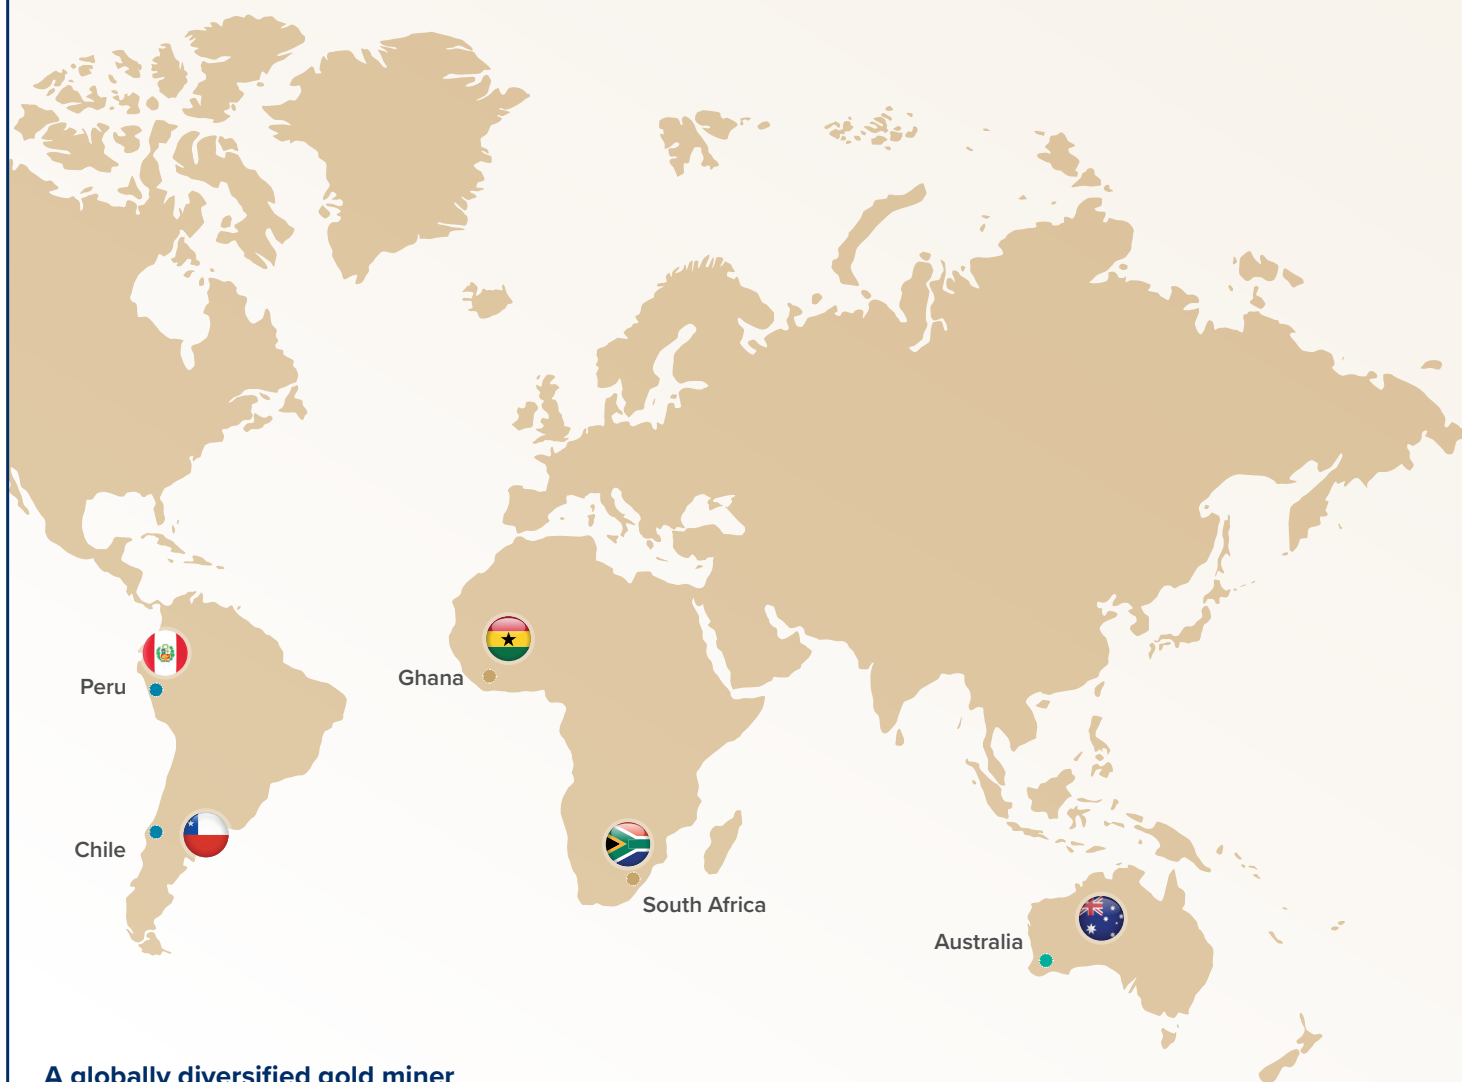 Peru
Ghana
Chile
South Africa
Australia
A globally diversified gold miner